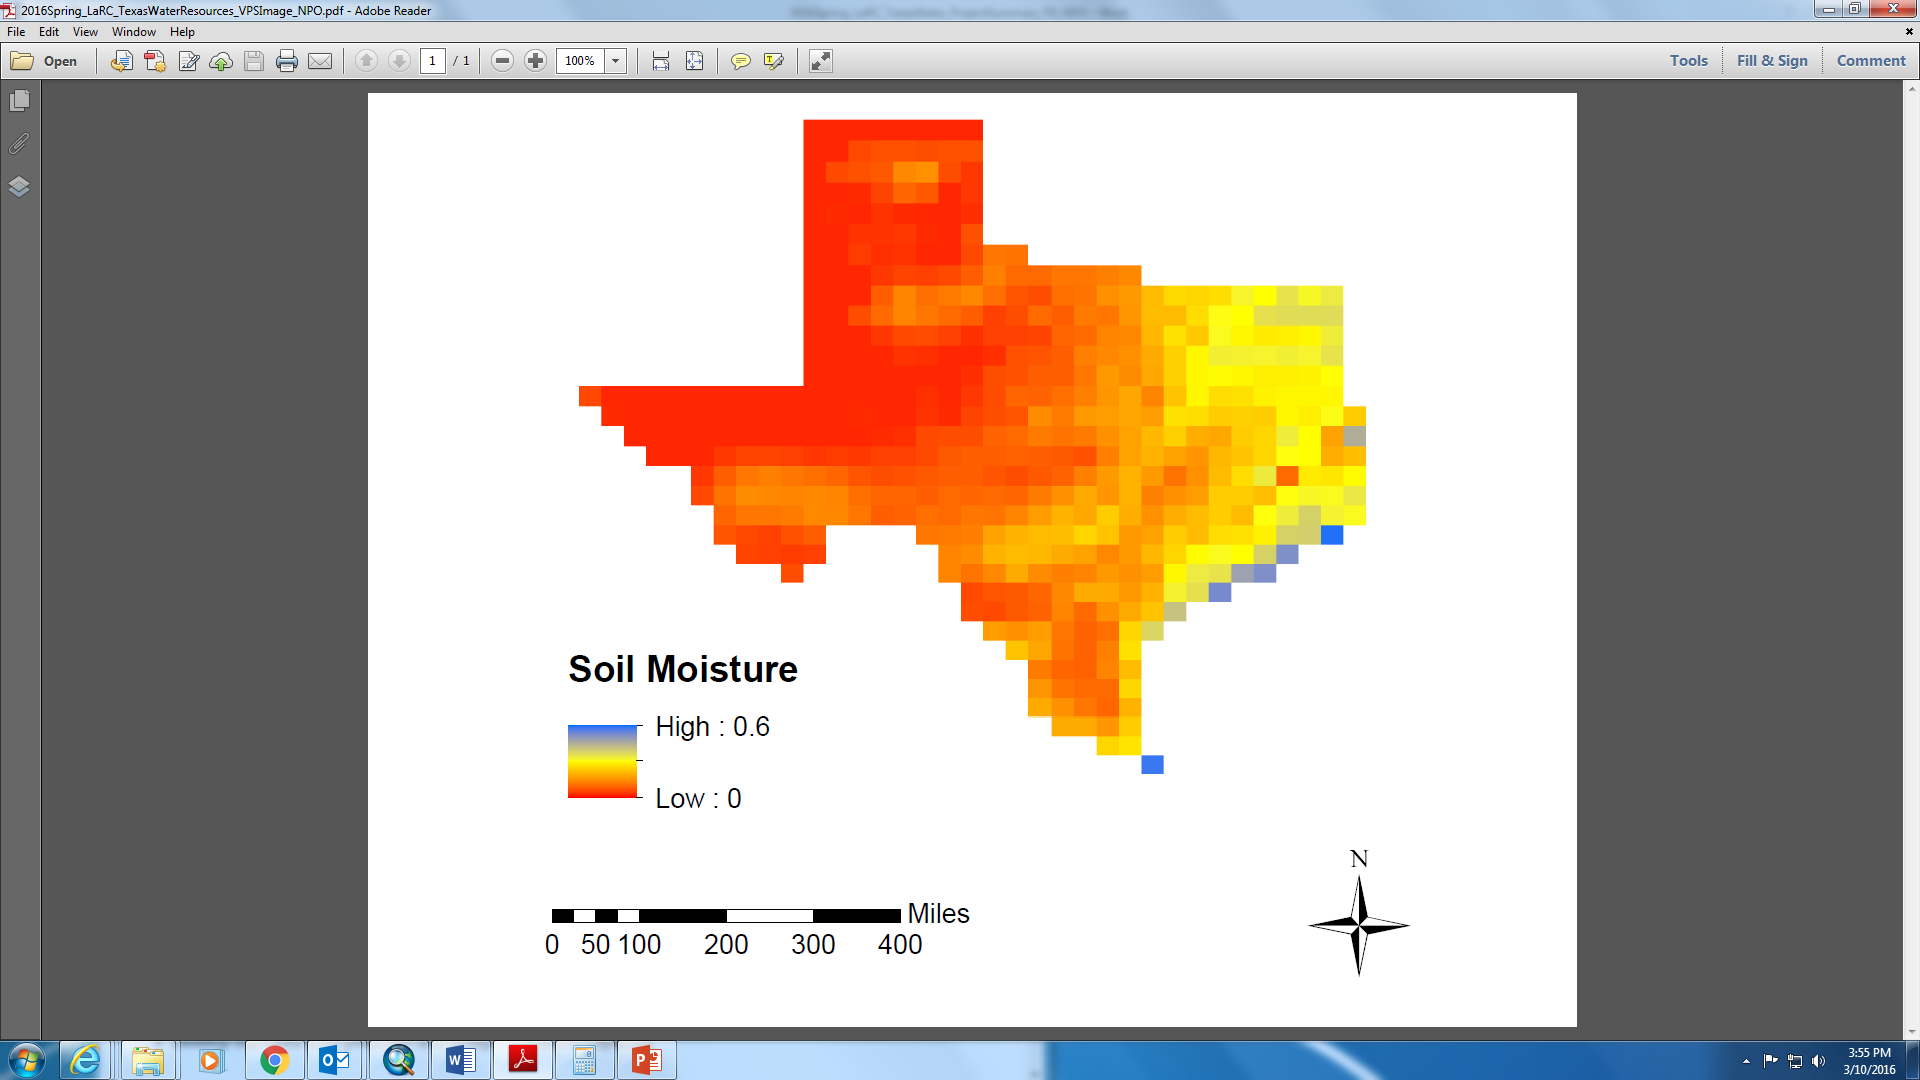 2016Spring_LaRC_TexasWaterResources_VPSImage_NPO.pdf - Adobe Reader
File Edit View Window Help
Open 1 / 1 100% Tools Fill & Sign Comment
Soil Moisture
High : 0.6
Low : 0
N
Miles
0 50 100 200 300 400
3:55 PM
3/10/2016